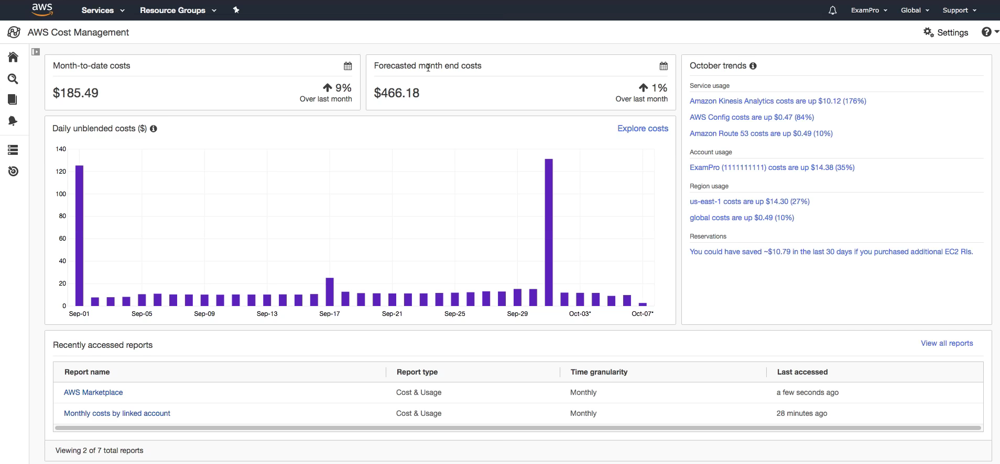 aws Services Resource Groups ExamPro Global Support
AWS Cost Management Settings
Month-to-date costs
$185.49
9%
Over last month
Forecasted month end costs
$466.18
1%
Over last month
Daily unblended costs ($)
Explore costs
140
120
100
80
60
40
20
0
Sep-01 Sep-05 Sep-09 Sep-13 Sep-17 Sep-21 Sep-25 Sep-29 Oct-03* Oct-07*
October trends
Service usage
Amazon Kinesis Analytics costs are up $10.12 (176%)
AWS Config costs are up $0.47 (84%)
Amazon Route 53 costs are up $0.49 (10%)
Account usage
ExamPro (1111111111) costs are up $14.38 (35%)
Region usage
us-east-1 costs are up $14.30 (27%)
global costs are up $0.49 (10%)
Reservations
You could have saved ~$10.79 in the last 30 days if you purchased additional EC2 RIs.
Recently accessed reports
View all reports
Report name Report type Time granularity Last accessed
AWS Marketplace Cost & Usage Monthly a few seconds ago
Monthly costs by linked account Cost & Usage Monthly 28 minutes ago
Viewing 2 of 7 total reports